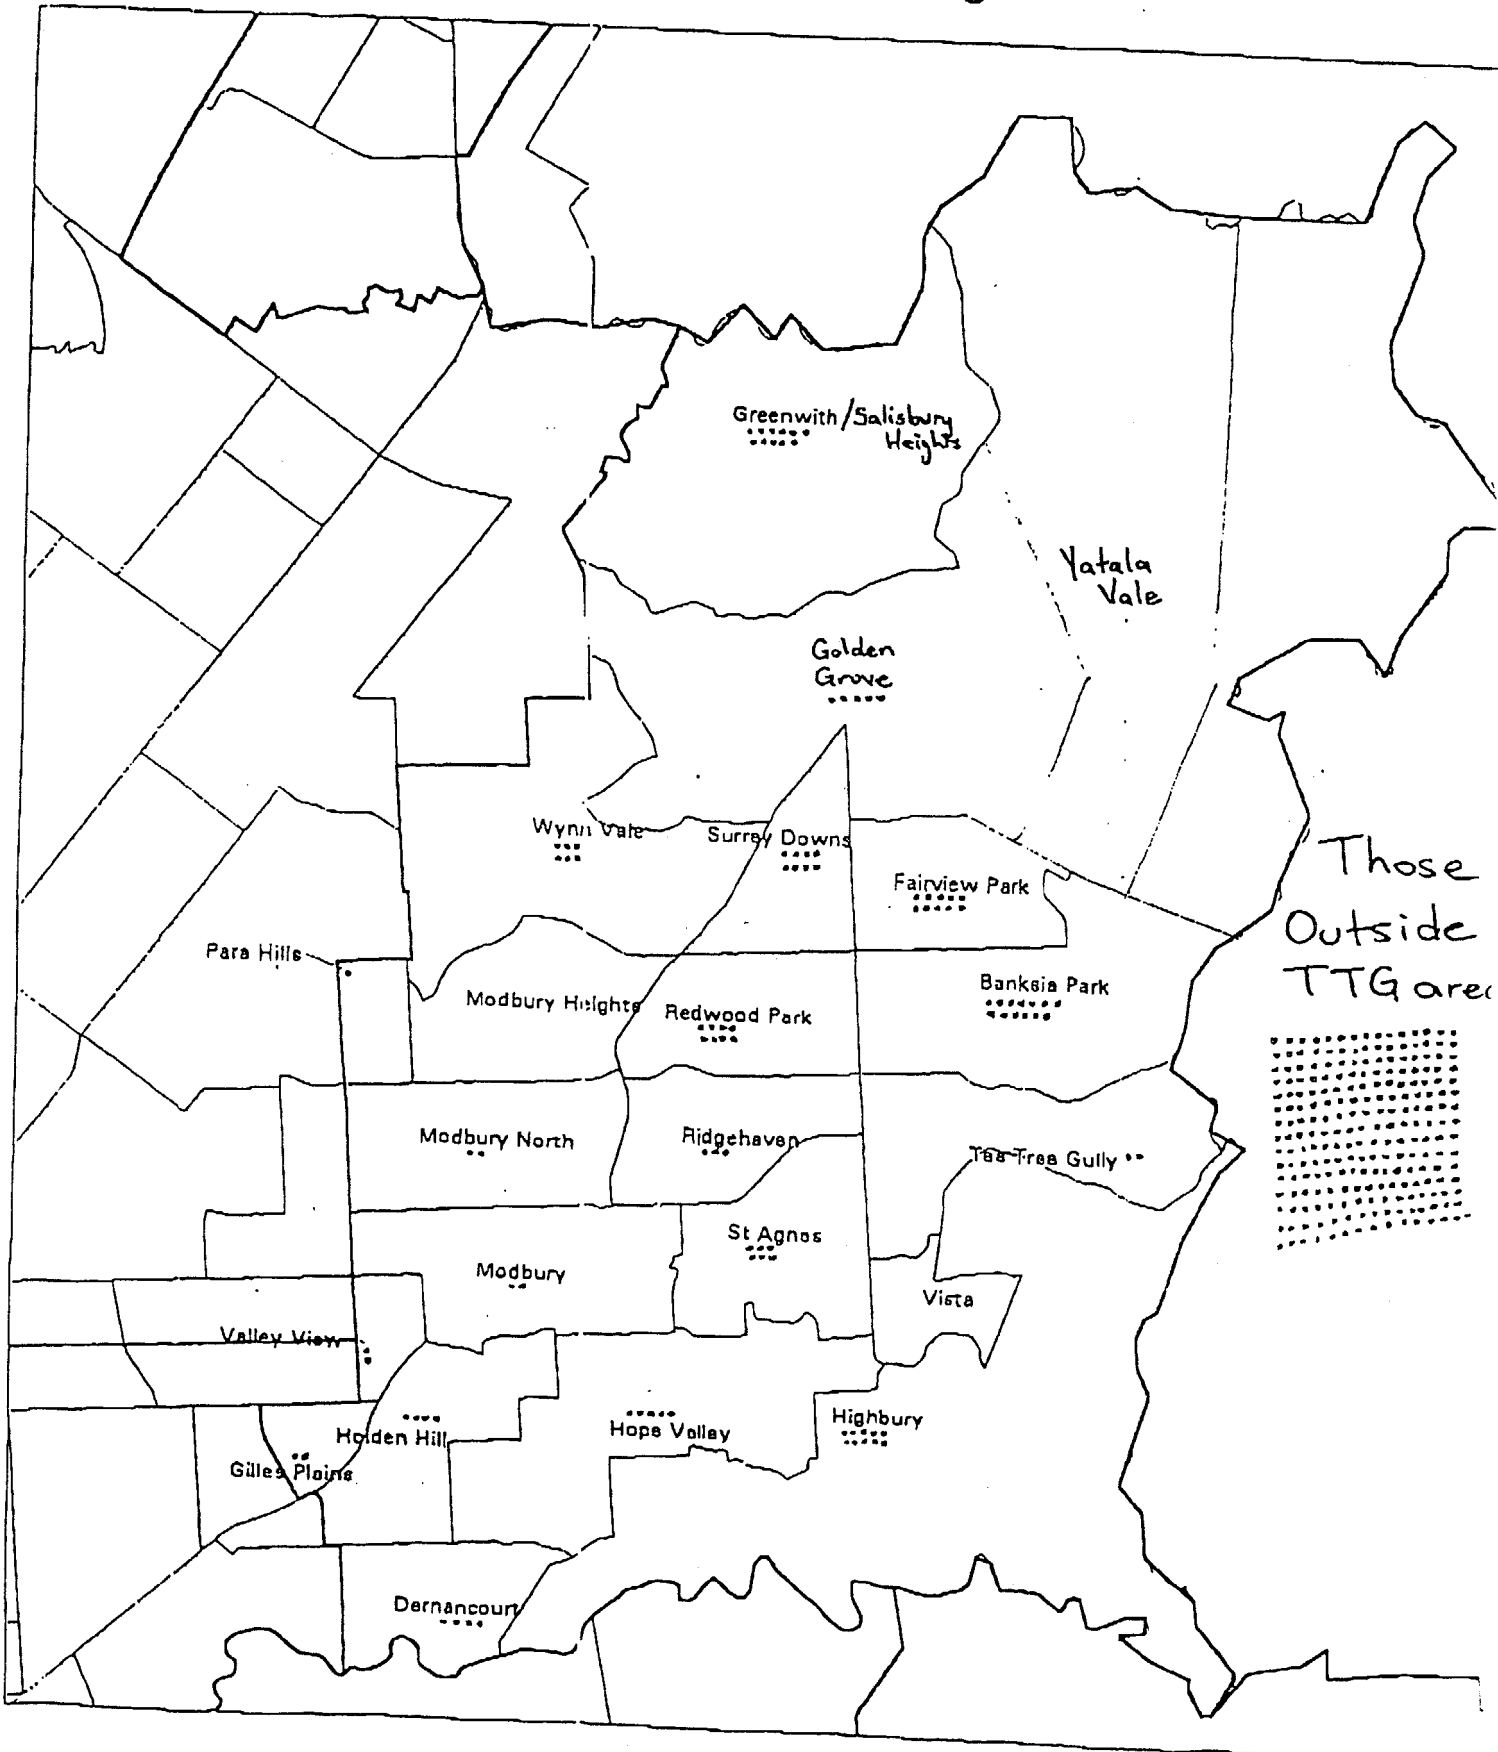 Greenwith/Salisbury
Heights
Yatala
Vale
Golden
Grove
Wynn Vale
Surrey Downs
Fairview Park
Those
Outside
TTG area
Para Hills
Banksia Park
Modbury Heights
Redwood Park
Modbury North
Ridgehaven
Tea Tree Gully
St Agnes
Modbury
Vista
Valley View
Highbury
Holden Hill
Hope Valley
Gilles Plains
Dernancourt